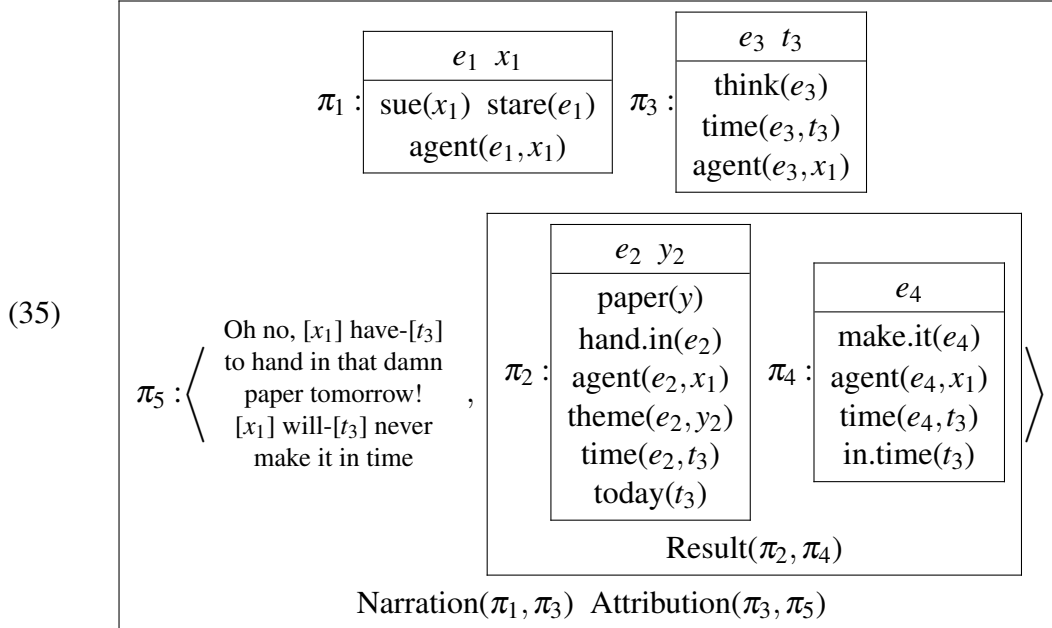 (35)
π₁ :
e₁ x₁
sue(x₁) stare(e₁)
agent(e₁,x₁)
π₃ :
e₃ t₃
think(e₃)
time(e₃,t₃)
agent(e₃,x₁)
π₅ : ⟨
Oh no, [x₁] have-[t₃]
to hand in that damn
paper tomorrow!
[x₁] will-[t₃] never
make it in time
,
π₂ :
e₂ y₂
paper(y)
hand.in(e₂)
agent(e₂,x₁)
theme(e₂,y₂)
time(e₂,t₃)
today(t₃)
π₄ :
e₄
make.it(e₄)
agent(e₄,x₁)
time(e₄,t₃)
in.time(t₃)
Result(π₂,π₄)
⟩
Narration(π₁,π₃) Attribution(π₃,π₅)